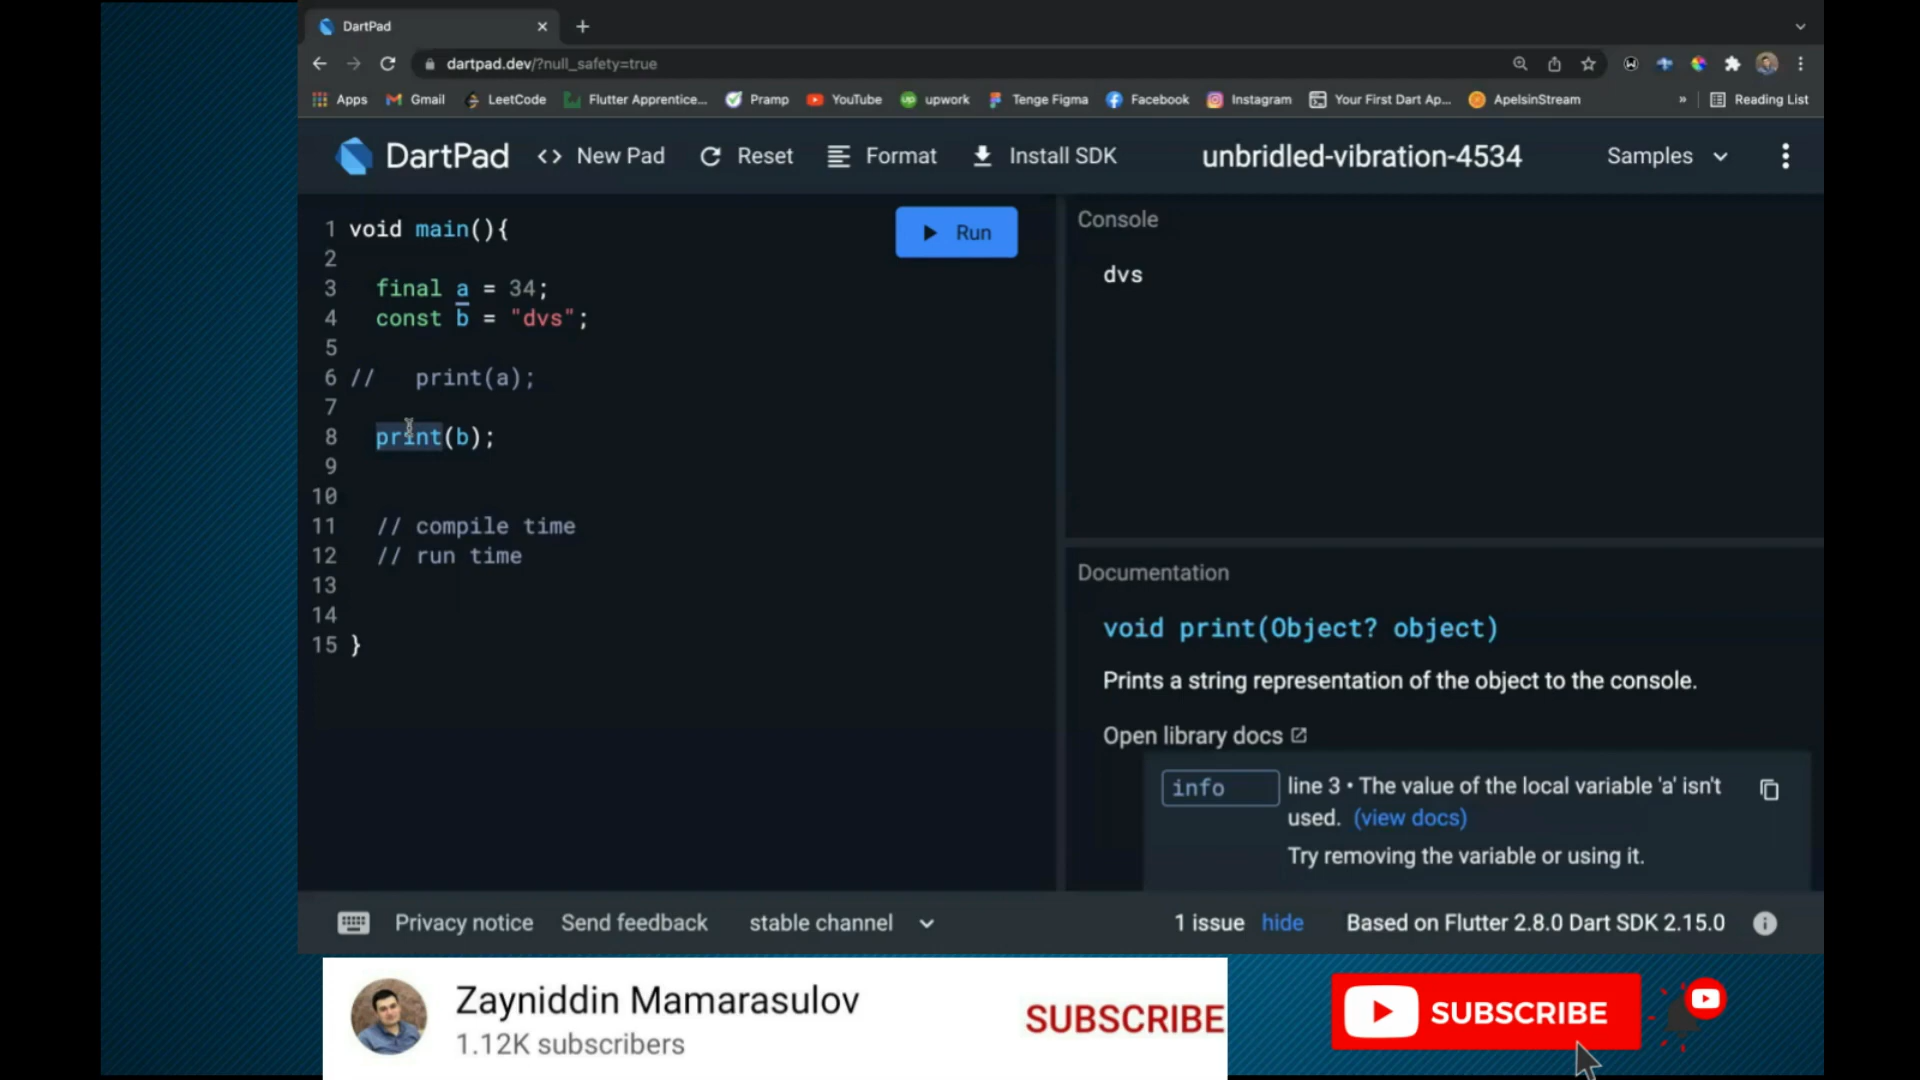 DartPad
dartpad.dev/?null_safety=true
Apps Gmail LeetCode Flutter Apprentice... Pramp YouTube upwork Tenge Figma Facebook Instagram Your First Dart Ap... ApelsinStream » Reading List
DartPad <> New Pad Reset Format Install SDK unbridled-vibration-4534 Samples
1 void main(){
2
3 final a = 34;
4 const b = "dvs";
5
6 // print(a);
7
8 print(b);
9
10
11 // compile time
12 // run time
13
14
15 }
Run
Console
dvs
Documentation
void print(Object? object)
Prints a string representation of the object to the console.
Open library docs
info line 3 • The value of the local variable 'a' isn't
used. (view docs)
Try removing the variable or using it.
Privacy notice Send feedback stable channel 1 issue hide Based on Flutter 2.8.0 Dart SDK 2.15.0
Zayniddin Mamarasulov
1.12K subscribers
SUBSCRIBE
SUBSCRIBE